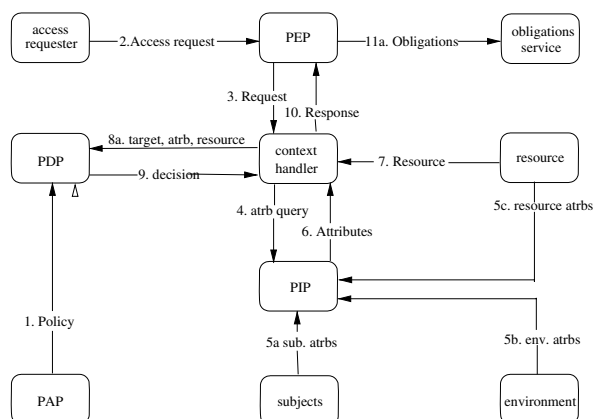 access
requester
2.Access request
PEP
11a. Obligations
obligations
service
3. Request
10. Response
8a. target, atrb, resource
PDP
9. decision
context
handler
7. Resource
resource
4. atrb query
6. Attributes
5c. resource atrbs
PIP
1. Policy
5a sub. atrbs
5b. env. atrbs
PAP
subjects
environment